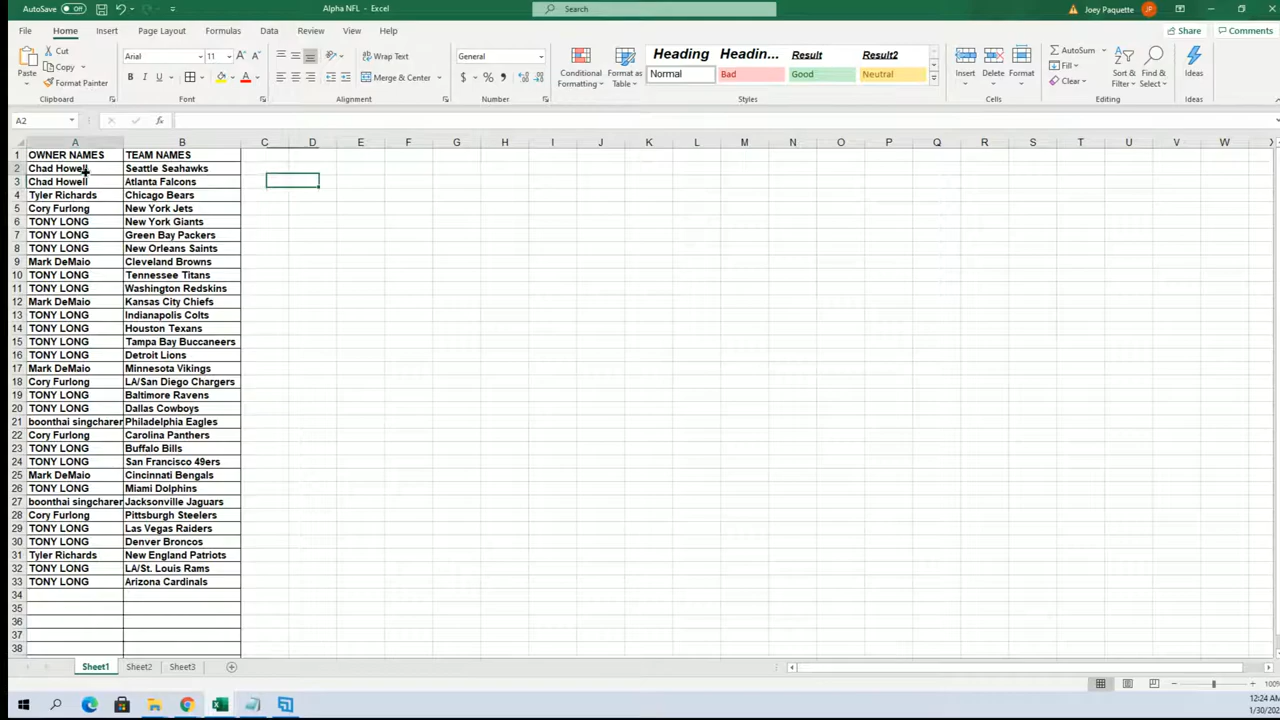 AutoSave Off Alpha NFL - Excel Search Joey Paquette JP
File Home Insert Page Layout Formulas Data Review View Help Share Comments
Paste Cut Copy Format Painter Clipboard
Arial 11 B I U A Font
Wrap Text Merge & Center Alignment
General $ % Number
Conditional Formatting Format as Table
Heading Headin... Result Result2
Normal Bad Good Neutral Styles
Insert Delete Format Cells
AutoSum Fill Clear Sort & Filter Find & Select Editing
Ideas Ideas
A2 fx
A B C D E F G H I J K L M N O P Q R S T U V W X
1 OWNER NAMES TEAM NAMES
2 Chad Howell Seattle Seahawks
3 Chad Howell Atlanta Falcons
4 Tyler Richards Chicago Bears
5 Cory Furlong New York Jets
6 TONY LONG New York Giants
7 TONY LONG Green Bay Packers
8 TONY LONG New Orleans Saints
9 Mark DeMaio Cleveland Browns
10 TONY LONG Tennessee Titans
11 TONY LONG Washington Redskins
12 Mark DeMaio Kansas City Chiefs
13 TONY LONG Indianapolis Colts
14 TONY LONG Houston Texans
15 TONY LONG Tampa Bay Buccaneers
16 TONY LONG Detroit Lions
17 Mark DeMaio Minnesota Vikings
18 Cory Furlong LA/San Diego Chargers
19 TONY LONG Baltimore Ravens
20 TONY LONG Dallas Cowboys
21 boonthai singcharer Philadelphia Eagles
22 Cory Furlong Carolina Panthers
23 TONY LONG Buffalo Bills
24 TONY LONG San Francisco 49ers
25 Mark DeMaio Cincinnati Bengals
26 TONY LONG Miami Dolphins
27 boonthai singcharer Jacksonville Jaguars
28 Cory Furlong Pittsburgh Steelers
29 TONY LONG Las Vegas Raiders
30 TONY LONG Denver Broncos
31 Tyler Richards New England Patriots
32 TONY LONG LA/St. Louis Rams
33 TONY LONG Arizona Cardinals
34
35
36
37
38
Sheet1 Sheet2 Sheet3
100%
12:24 AM
1/30/202